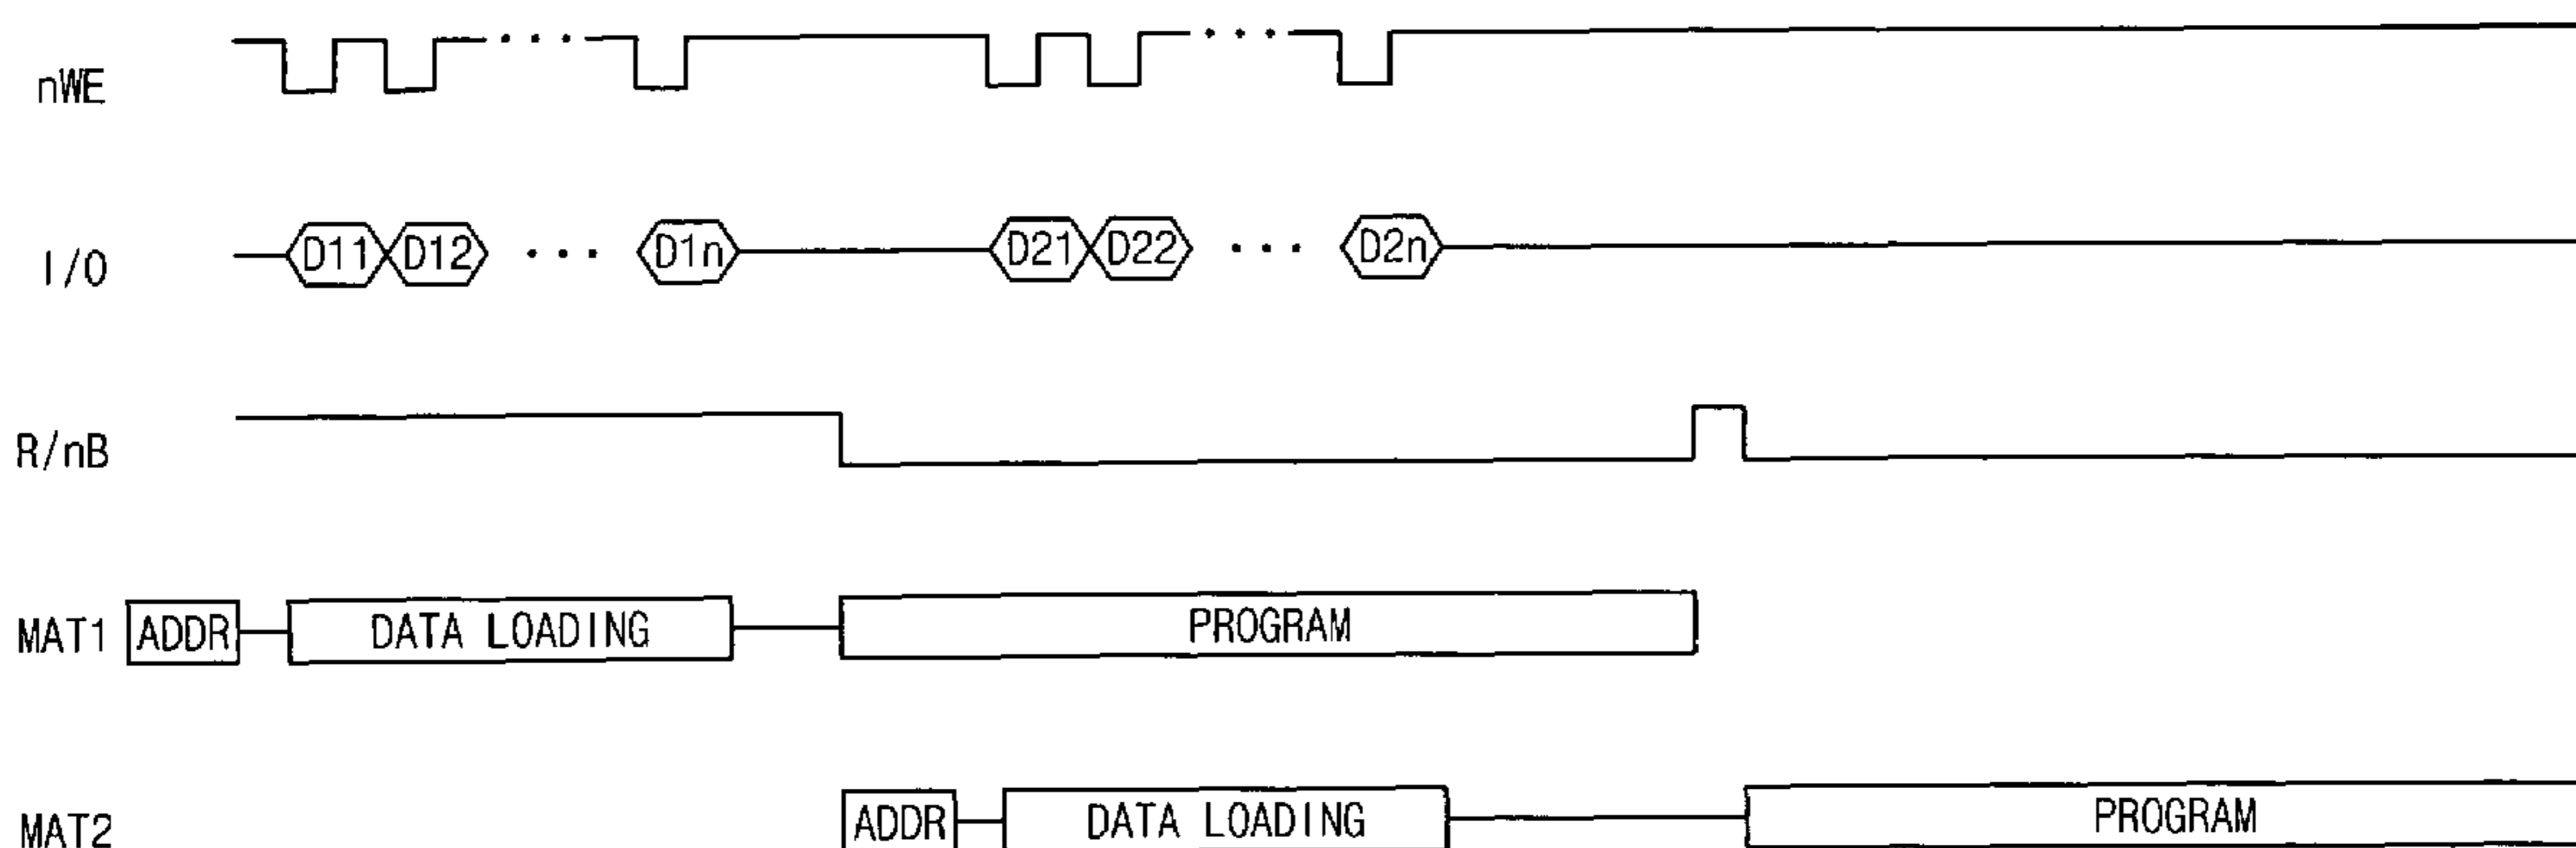 nWE
I/O D11 D12 ... D1n D21 D22 ... D2n
R/nB
MAT1 ADDR DATA LOADING PROGRAM
MAT2 ADDR DATA LOADING PROGRAM